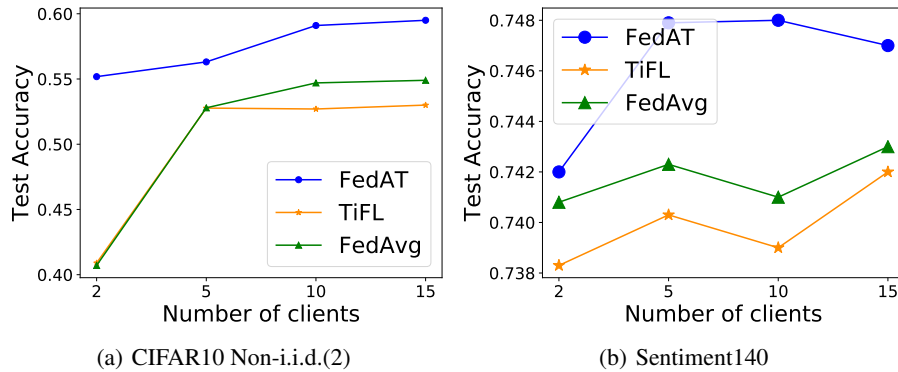 0.60
0.55
0.50
0.45
0.40
Test Accuracy
FedAT
TiFL
FedAvg
2 5 10 15
Number of clients
(a) CIFAR10 Non-i.i.d.(2)
0.748
0.746
0.744
0.742
0.740
0.738
Test Accuracy
FedAT
TiFL
FedAvg
2 5 10 15
Number of clients
(b) Sentiment140